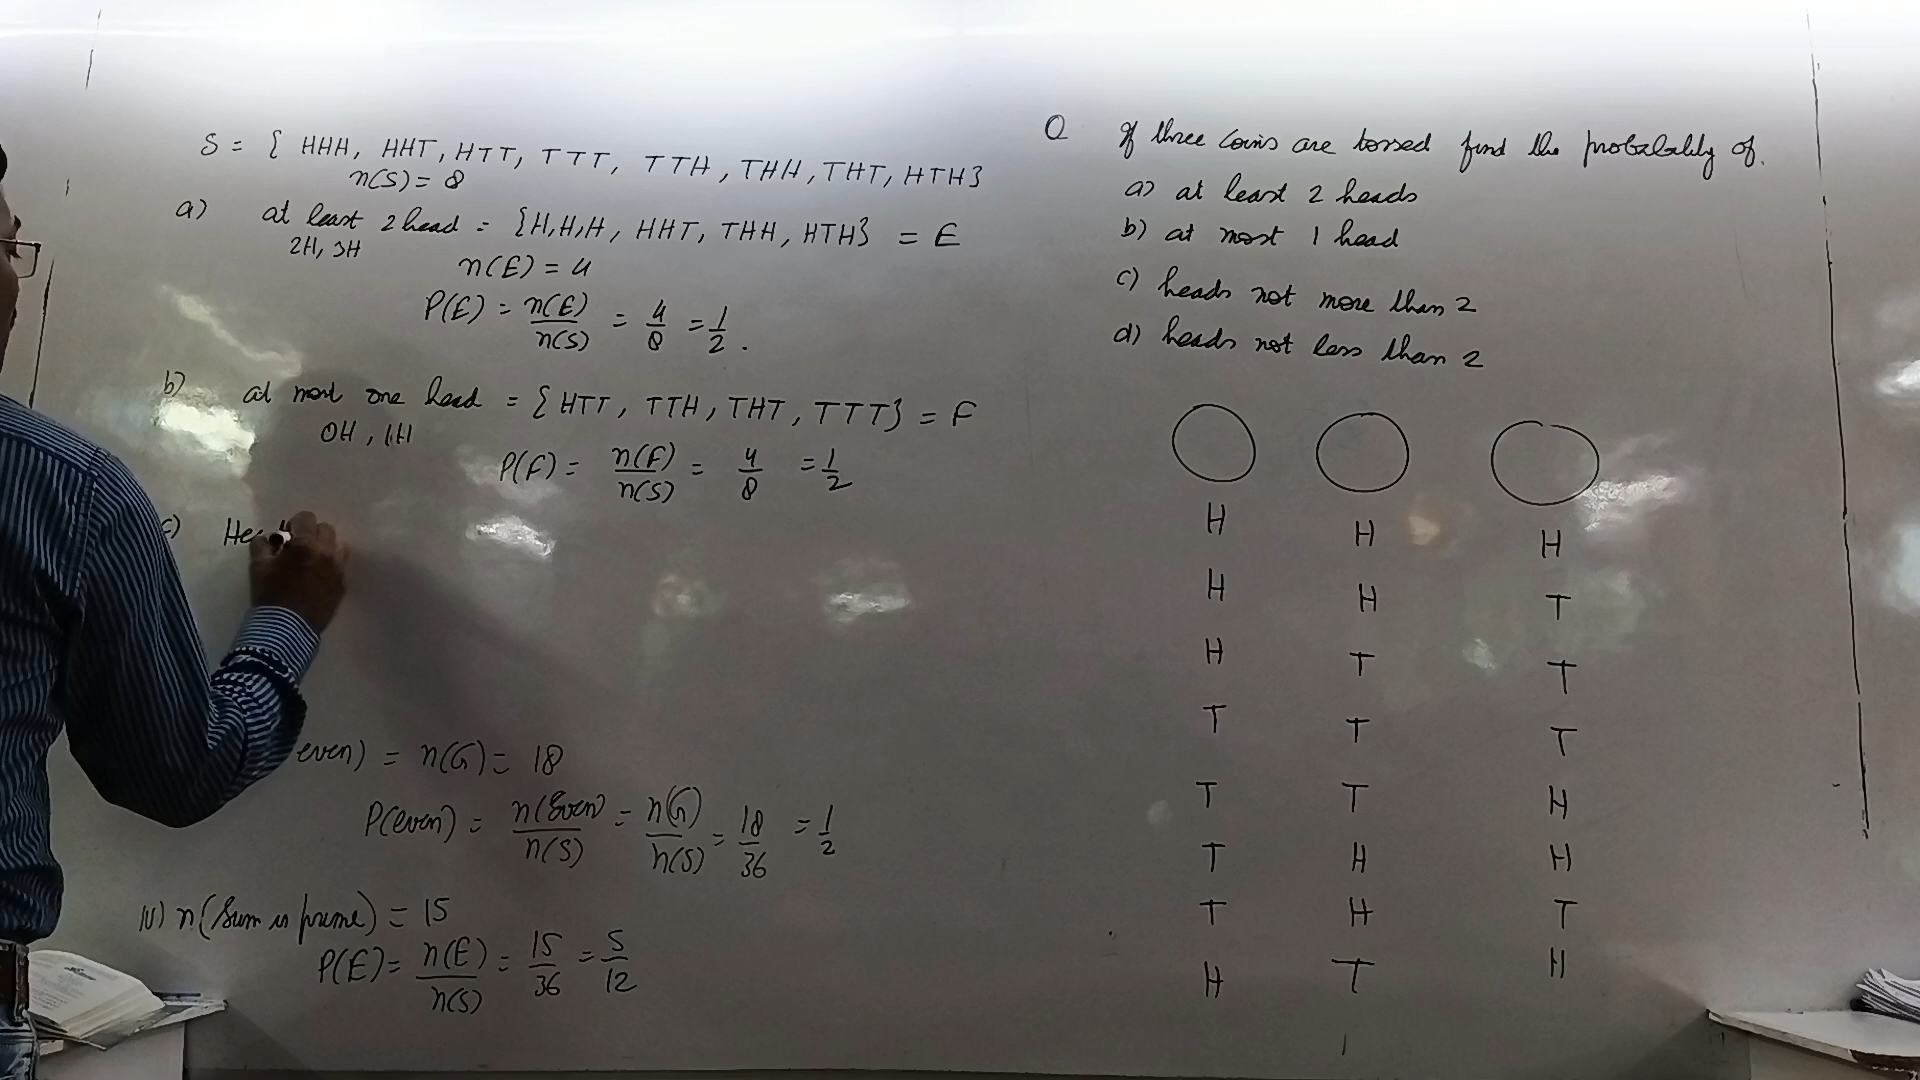 S = { HHH, HHT, HTT, TTT, TTH, THH, THT, HTH}
n(S) = 8
a) at least 2 head = {H,H,H, HHT, THH, HTH} = E
2H, 3H
n(E) = 4
P(E) = n(E)/n(S) = 4/8 = 1/2.
b) at most one head = { HTT, TTH, THT, TTT} = F
0H, 1H
P(F) = n(F)/n(S) = 4/8 = 1/2
c)
even) = n(G) = 18
P(even) = n(Even)/n(S) = n(G)/n(S) = 18/36 = 1/2
iv) n(Sum is prime) = 15
P(E) = n(E)/n(S) = 15/36 = 5/12
Q If three coins are tossed find the probability of.
a) at least 2 heads
b) at most 1 head
c) heads not more than 2
d) heads not less than 2
H H H
H H T
H T T
T T T
T T H
T H H
T H T
H T H